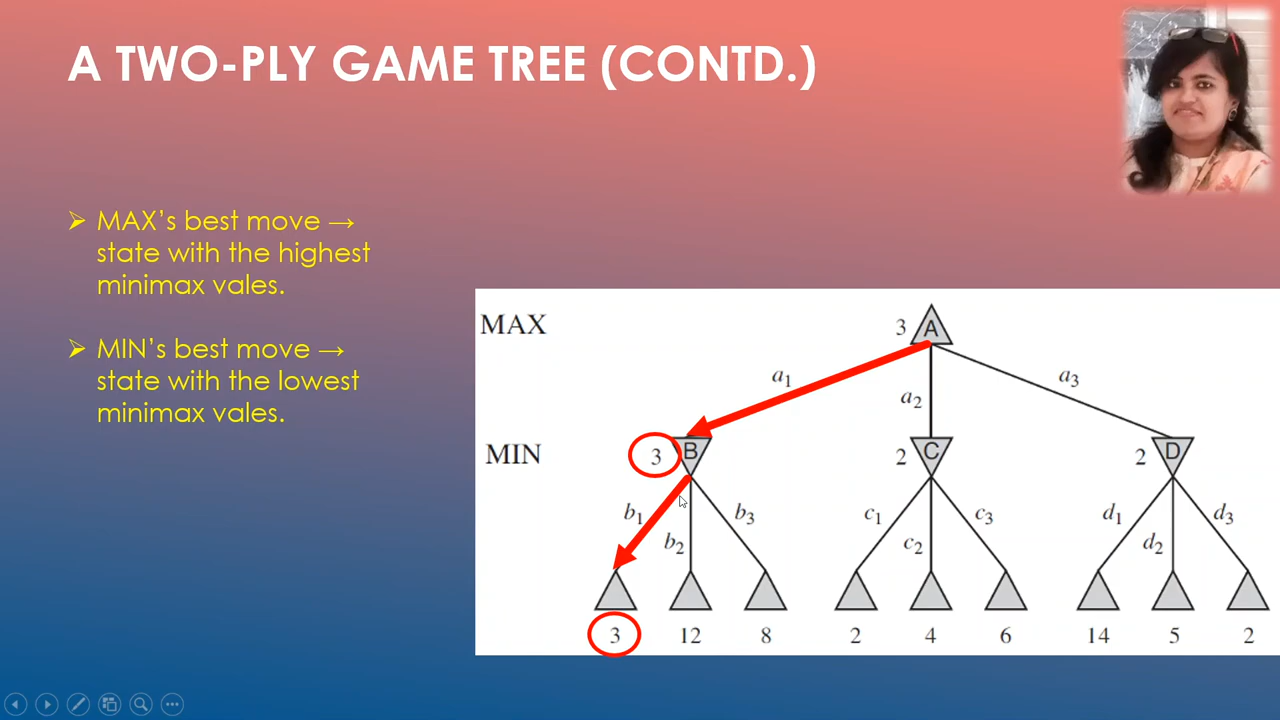 A TWO-PLY GAME TREE (CONTD.)
➢ MAX's best move →
state with the highest
minimax vales.
➢ MIN's best move →
state with the lowest
minimax vales.
MAX
3 A
a1 a2 a3
MIN
3 B 2 C 2 D
b1 b2 b3 c1 c2 c3 d1 d2 d3
3 12 8 2 4 6 14 5 2